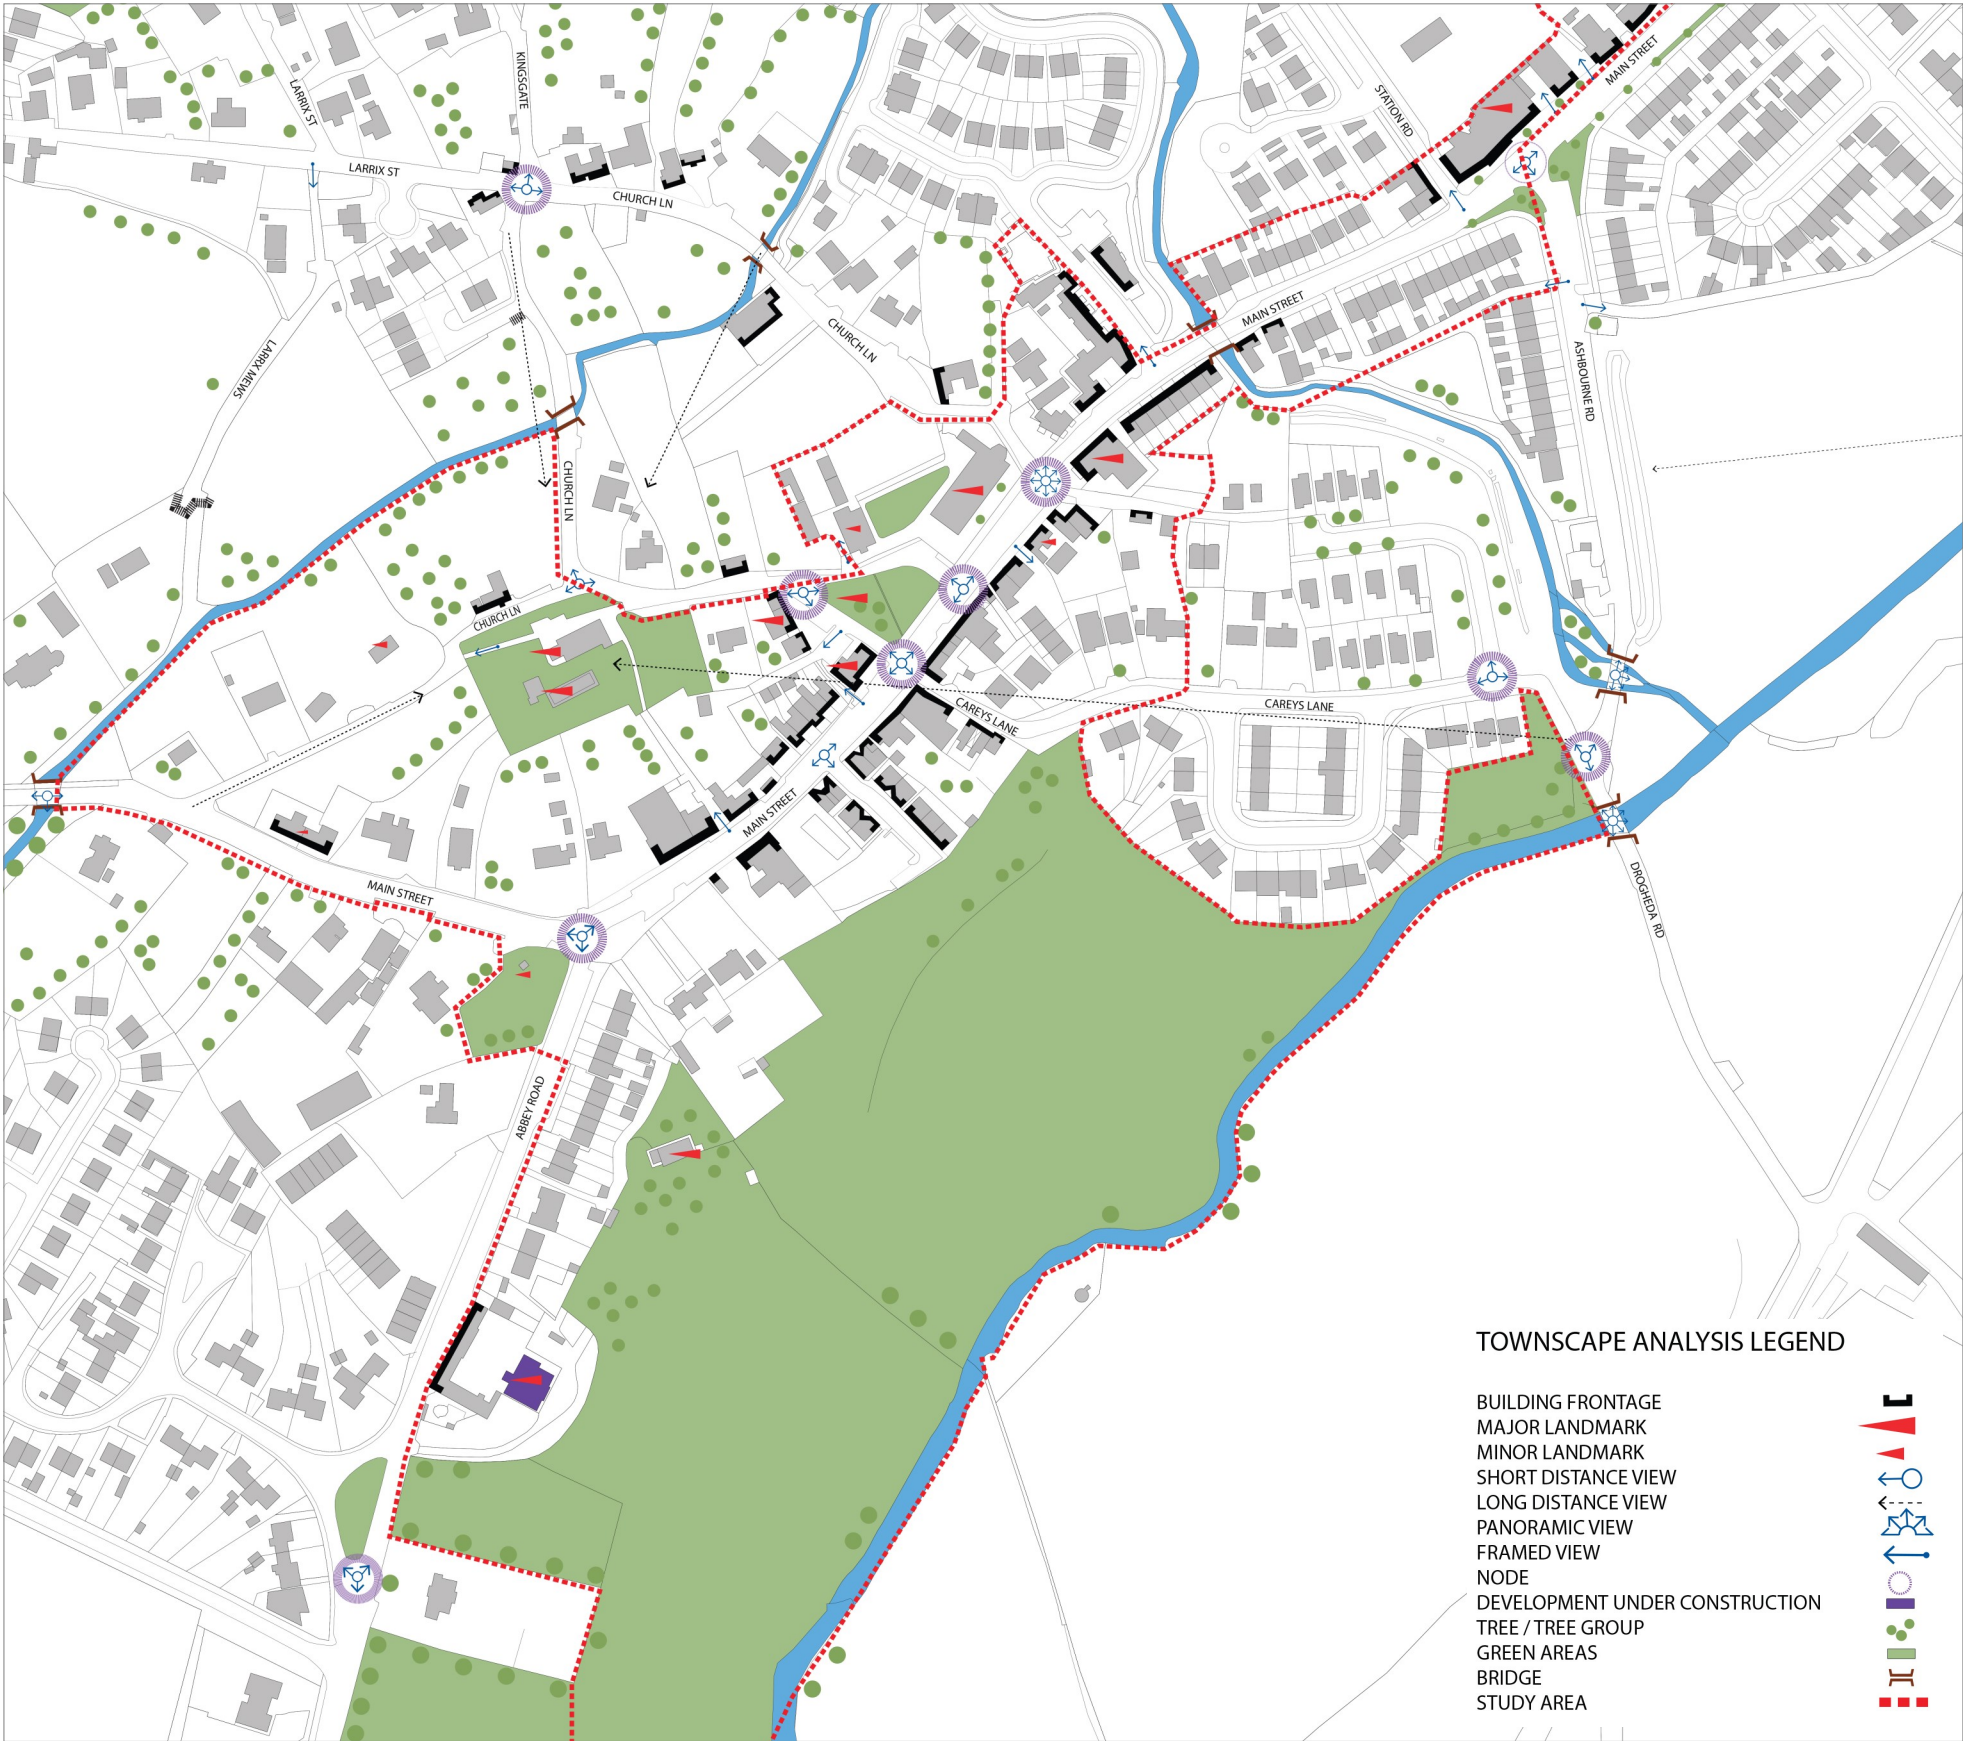 KINGSGATE
MAIN STREET
LARRIX ST
STATION RD
LARRIX ST
CHURCH LN
MAIN STREET
CHURCH LN
LARRIX MEWS
ASHBOURNE RD
CHURCH LN
CHURCH LN
CAREYS LANE
CAREYS LANE
MAIN STREET
MAIN STREET
DROGHEDA RD
ABBEY ROAD
TOWNSCAPE ANALYSIS LEGEND
BUILDING FRONTAGE
MAJOR LANDMARK
MINOR LANDMARK
SHORT DISTANCE VIEW
LONG DISTANCE VIEW
PANORAMIC VIEW
FRAMED VIEW
NODE
DEVELOPMENT UNDER CONSTRUCTION
TREE / TREE GROUP
GREEN AREAS
BRIDGE
STUDY AREA